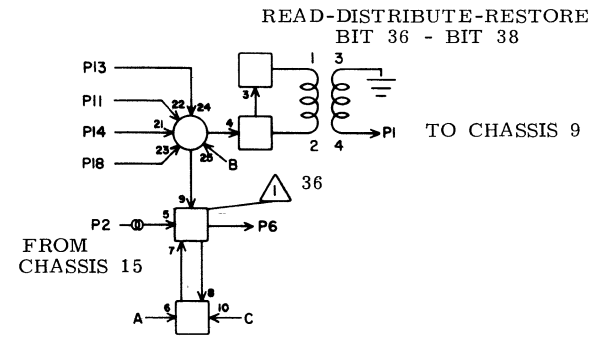 READ-DISTRIBUTE-RESTORE
BIT 36 - BIT 38
P13
P11
P14
P18
22
24
21
23
25
B
4
3
1
2
3
4
P1
TO CHASSIS 9
1
36
9
P2
5
P6
7
8
FROM
CHASSIS 15
A
6
10
C